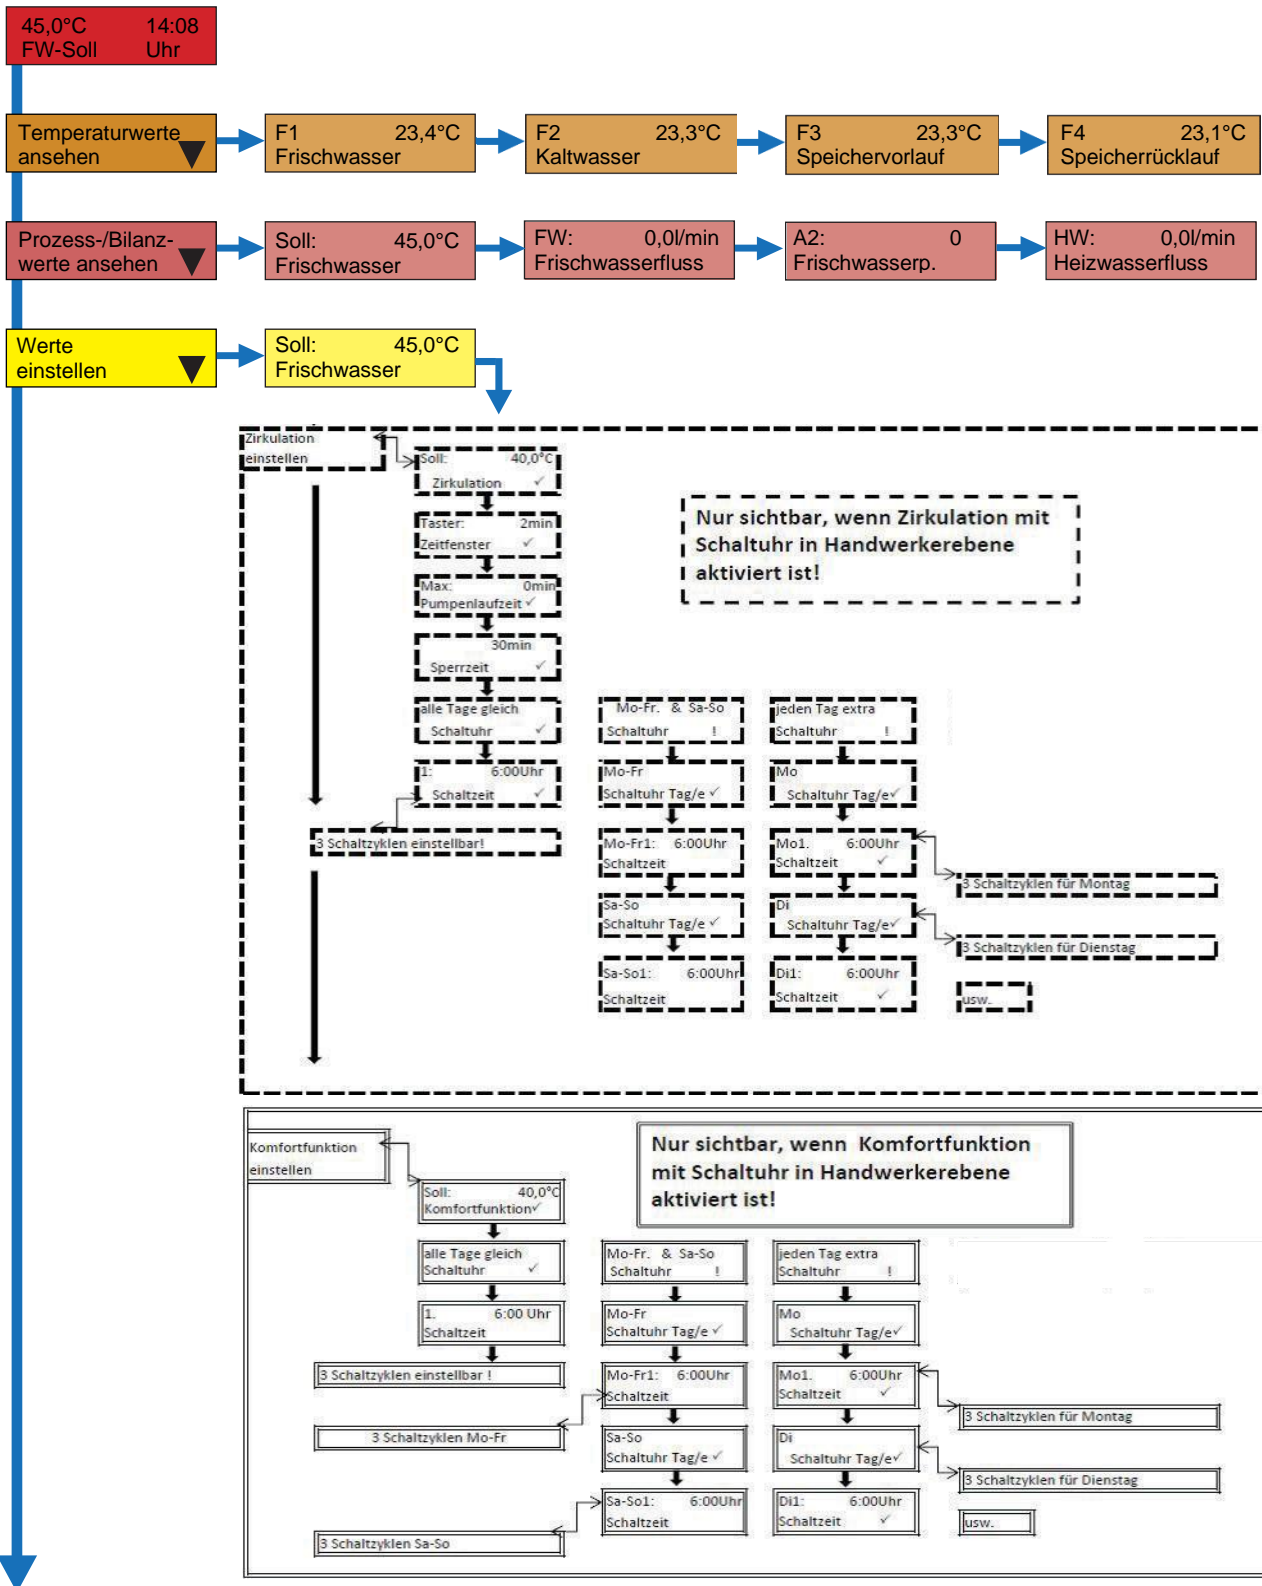 45,0°C 14:08
FW-Soll Uhr
Temperaturwerte
ansehen
F1 23,4°C
Frischwasser
F2 23,3°C
Kaltwasser
F3 23,3°C
Speichervorlauf
F4 23,1°C
Speicherrücklauf
Prozess-/Bilanz-
werte ansehen
Soll: 45,0°C
Frischwasser
FW: 0,0l/min
Frischwasserfluss
A2: 0
Frischwasserp.
HW: 0,0l/min
Heizwasserfluss
Werte
einstellen
Soll: 45,0°C
Frischwasser
Zirkulation
einstellen
Soll: 40,0°C
Zirkulation ✓
Taster: 2min
Zeitfenster ✓
Max: 0min
Pumpenlaufzeit ✓
30min
Sperrzeit ✓
alle Tage gleich
Schaltuhr ✓
1: 6:00Uhr
Schaltzeit ✓
3 Schaltzyklen einstellbar!
Nur sichtbar, wenn Zirkulation mit
Schaltuhr in Handwerkerebene
aktiviert ist!
Mo-Fr. & Sa-So
Schaltuhr !
Mo-Fr
Schaltuhr Tag/e ✓
Mo-Fr1: 6:00Uhr
Schaltzeit
Sa-So
Schaltuhr Tag/e ✓
Sa-So1: 6:00Uhr
Schaltzeit
jeden Tag extra
Schaltuhr !
Mo
Schaltuhr Tag/e ✓
Mo1. 6:00Uhr
Schaltzeit ✓
Di
Schaltuhr Tag/e ✓
Di1: 6:00Uhr
Schaltzeit ✓
3 Schaltzyklen für Montag
3 Schaltzyklen für Dienstag
usw.
Komfortfunktion
einstellen
Soll: 40,0°C
Komfortfunktion ✓
alle Tage gleich
Schaltuhr ✓
1. 6:00 Uhr
Schaltzeit
3 Schaltzyklen einstellbar !
3 Schaltzyklen Mo-Fr
3 Schaltzyklen Sa-So
Nur sichtbar, wenn Komfortfunktion
mit Schaltuhr in Handwerkerebene
aktiviert ist!
Mo-Fr. & Sa-So
Schaltuhr !
Mo-Fr
Schaltuhr Tag/e ✓
Mo-Fr1: 6:00Uhr
Schaltzeit
Sa-So
Schaltuhr Tag/e ✓
Sa-So1: 6:00Uhr
Schaltzeit
jeden Tag extra
Schaltuhr !
Mo
Schaltuhr Tag/e ✓
Mo1. 6:00Uhr
Schaltzeit ✓
Di
Schaltuhr Tag/e ✓
Di1: 6:00Uhr
Schaltzeit ✓
3 Schaltzyklen für Montag
3 Schaltzyklen für Dienstag
usw.